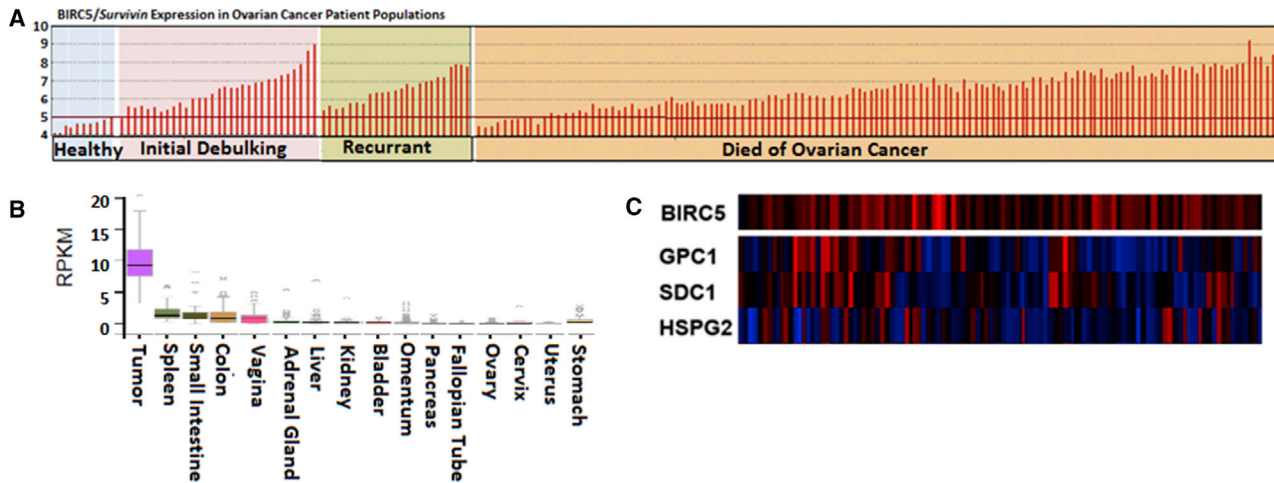 A
BIRC5/Survivin Expression in Ovarian Cancer Patient Populations
10
9
8
7
6
5
4
Healthy Initial Debulking Recurrant Died of Ovarian Cancer
B
RPKM
20
15
10
5
0
Tumor
Spleen
Small Intestine
Colon
Vagina
Adrenal Gland
Liver
Kidney
Bladder
Omentum
Pancreas
Fallopian Tube
Ovary
Cervix
Uterus
Stomach
C
BIRC5
GPC1
SDC1
HSPG2